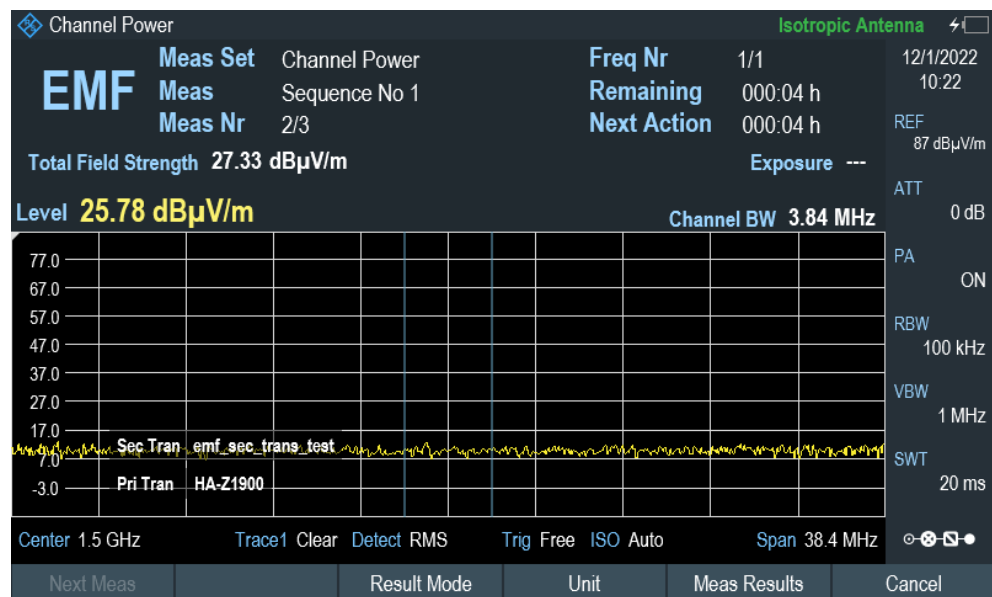 Channel Power
Isotropic Antenna
EMF
Meas Set Channel Power
Freq Nr 1/1
Meas Sequence No 1
Remaining 000:04 h
Meas Nr 2/3
Next Action 000:04 h
Total Field Strength 27.33 dBµV/m
Exposure ---
Level 25.78 dBµV/m
Channel BW 3.84 MHz
12/1/2022
10:22
REF
87 dBµV/m
ATT
0 dB
PA
ON
RBW
100 kHz
VBW
1 MHz
SWT
20 ms
77.0
67.0
57.0
47.0
37.0
27.0
17.0
7.0
-3.0
Sec Tran emf_sec_trans_test
Pri Tran HA-Z1900
Center 1.5 GHz Trace1 Clear Detect RMS Trig Free ISO Auto Span 38.4 MHz
Next Meas Result Mode Unit Meas Results Cancel